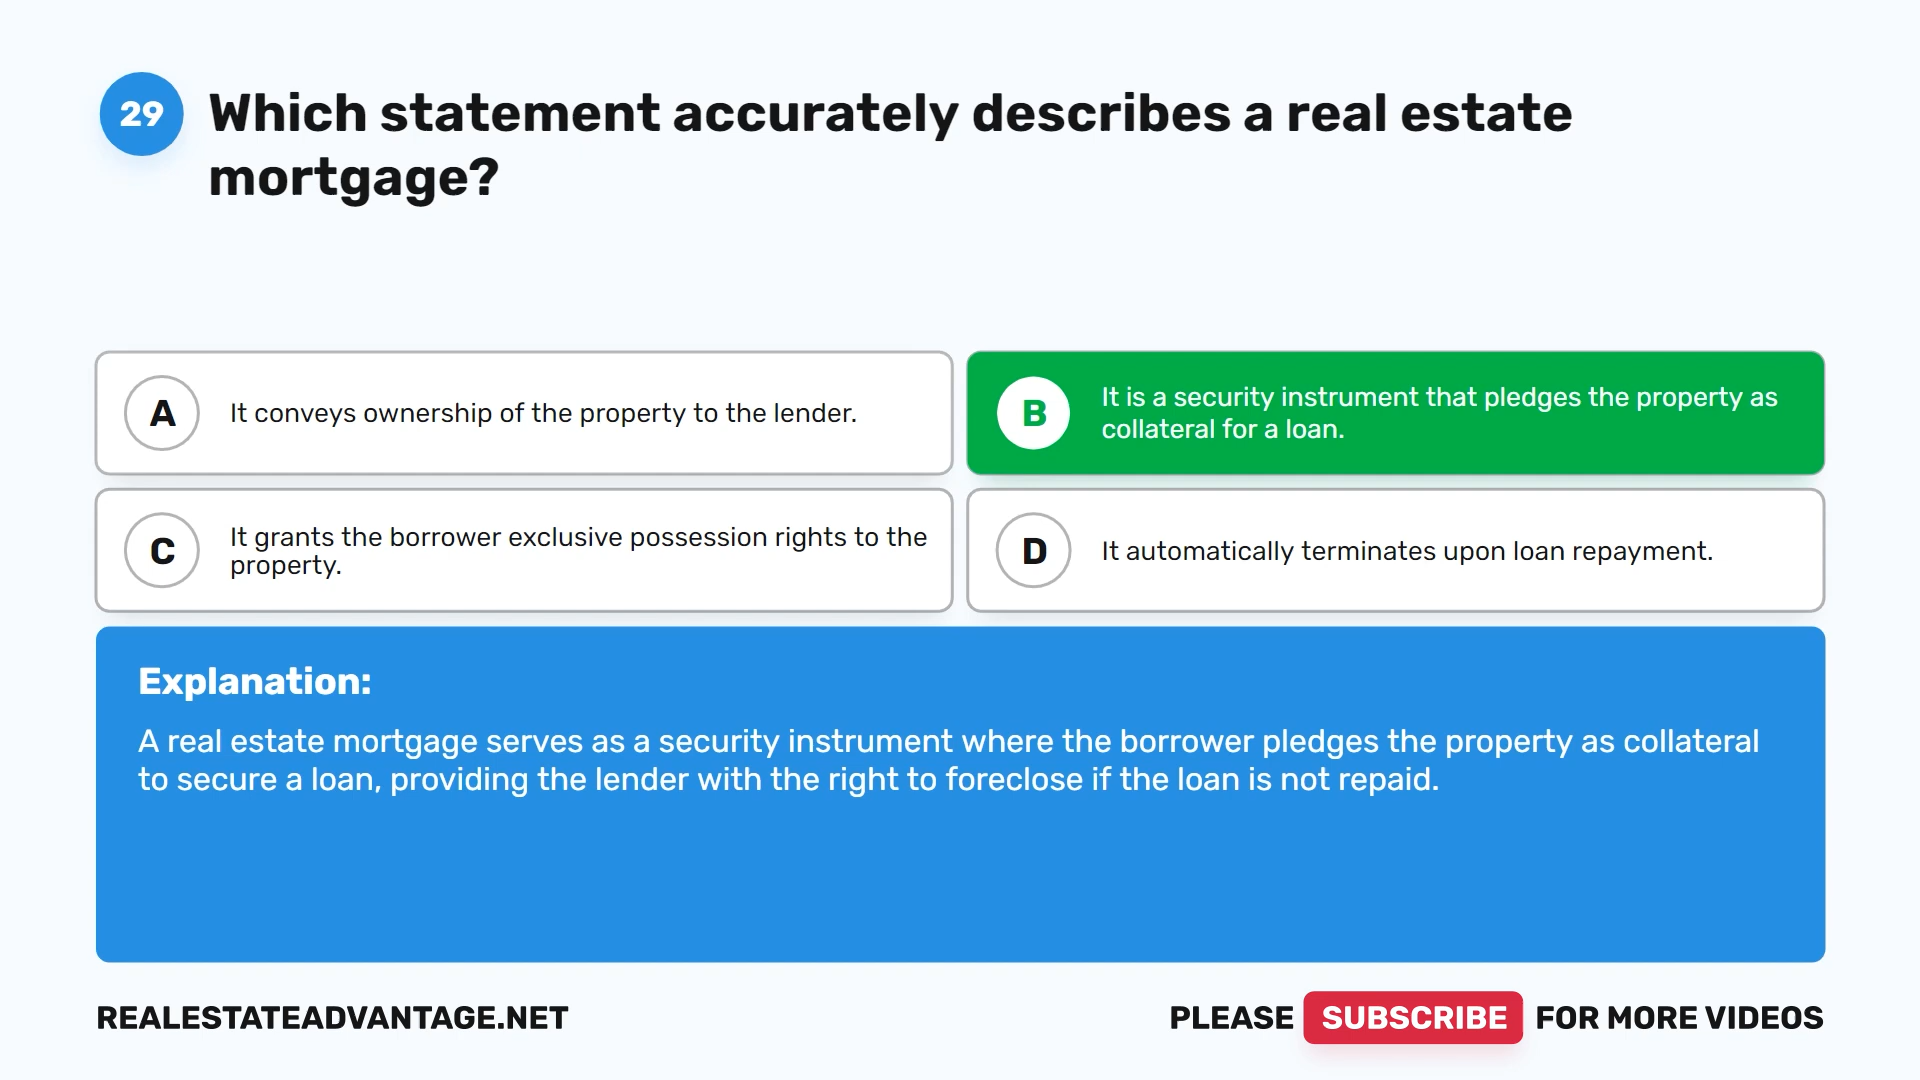 29
Which statement accurately describes a real estate
mortgage?
A
It conveys ownership of the property to the lender.
B
It is a security instrument that pledges the property as
collateral for a loan.
C
It grants the borrower exclusive possession rights to the
property.
D
It automatically terminates upon loan repayment.
Explanation:
A real estate mortgage serves as a security instrument where the borrower pledges the property as collateral
to secure a loan, providing the lender with the right to foreclose if the loan is not repaid.
REALESTATEADVANTAGE.NET
PLEASE SUBSCRIBE FOR MORE VIDEOS